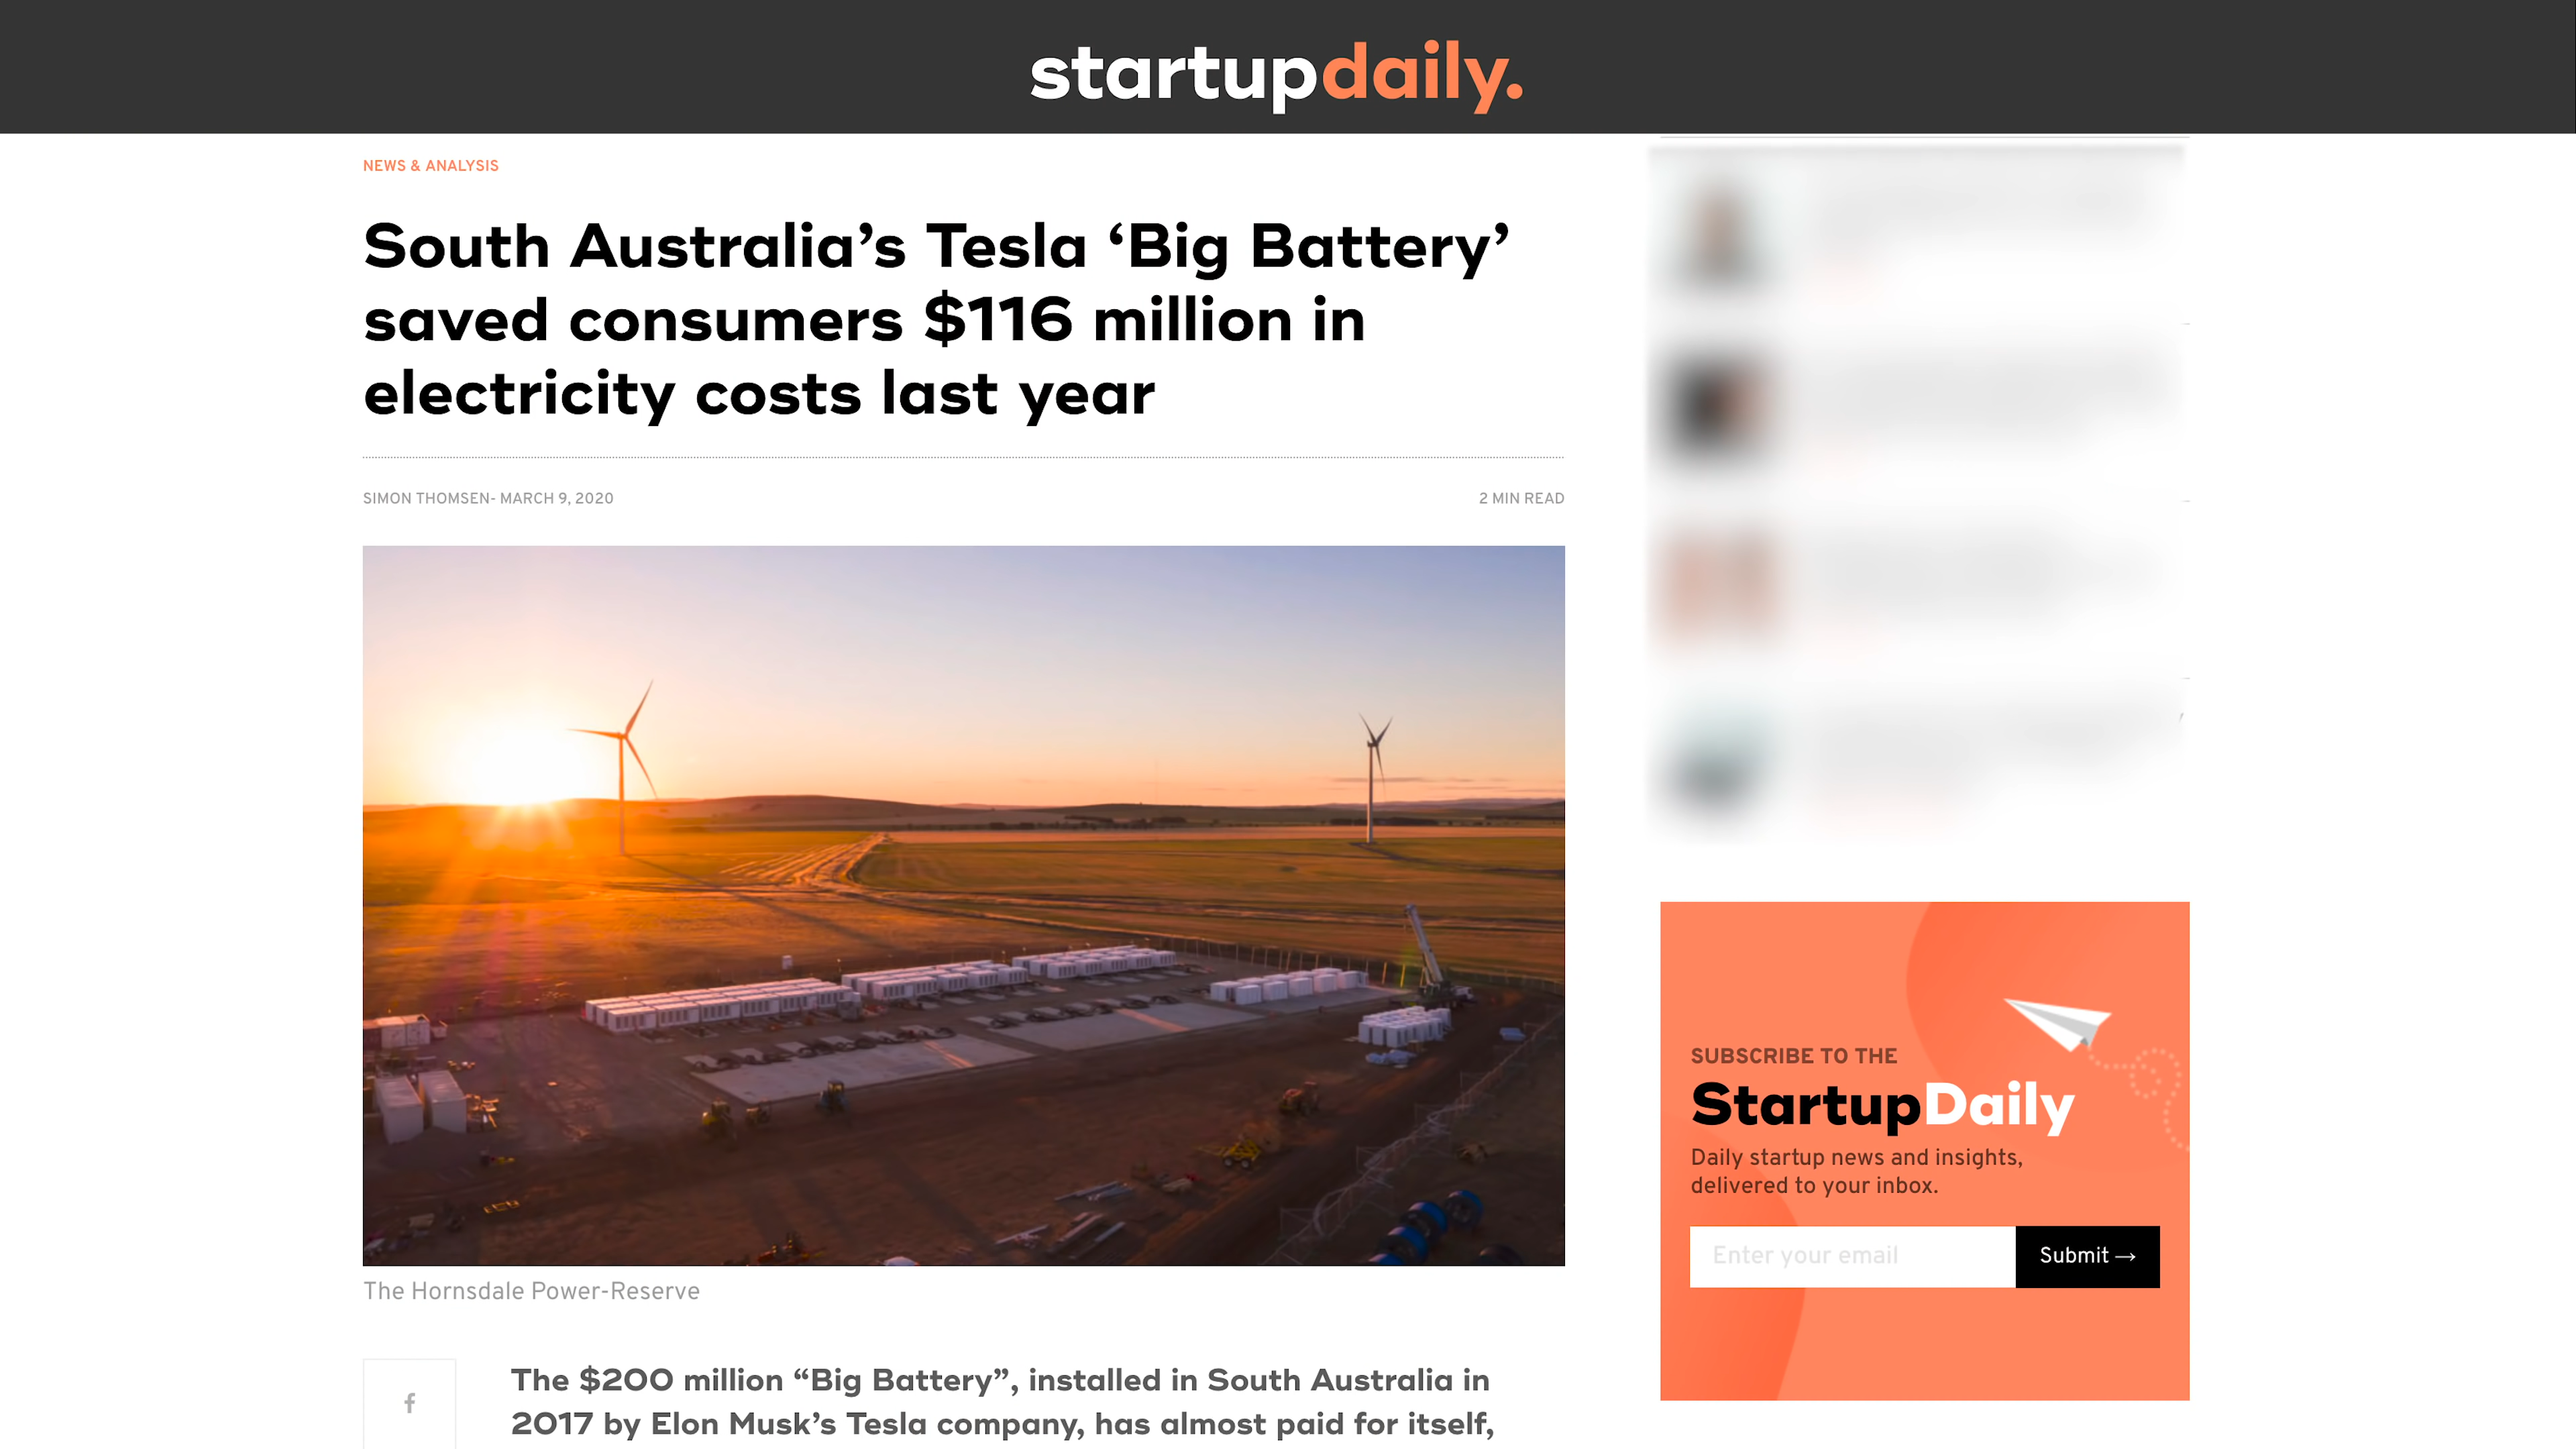 startupdaily.
NEWS & ANALYSIS
South Australia’s Tesla ‘Big Battery’
saved consumers $116 million in
electricity costs last year
SIMON THOMSEN- MARCH 9, 2020
2 MIN READ
The Hornsdale Power-Reserve
f
The $200 million “Big Battery”, installed in South Australia in
2017 by Elon Musk’s Tesla company, has almost paid for itself,
SUBSCRIBE TO THE
StartupDaily
Daily startup news and insights,
delivered to your inbox.
Enter your email
Submit →